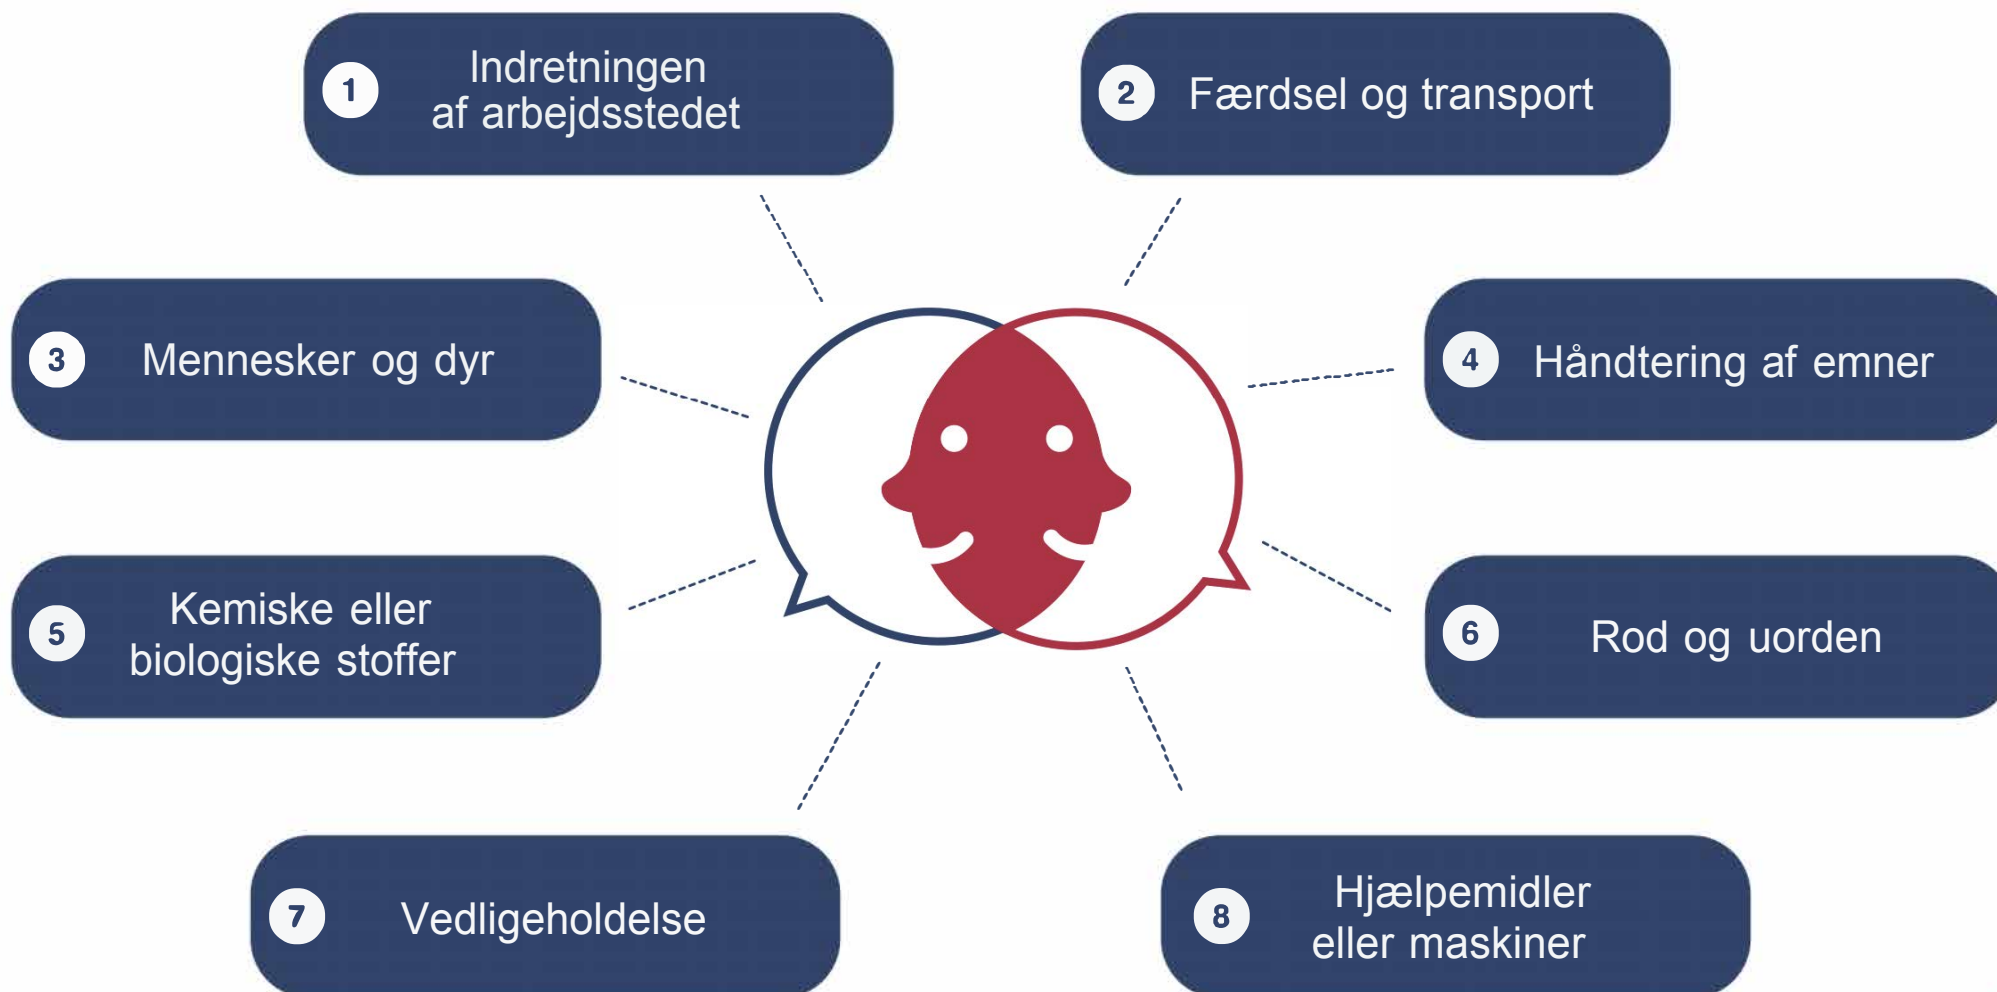 1
Indretningen
af arbejdsstedet
2
Færdsel og transport
3
Mennesker og dyr
4
Håndtering af emner
5
Kemiske eller
biologiske stoffer
6
Rod og uorden
7
Vedligeholdelse
8
Hjælpemidler
eller maskiner